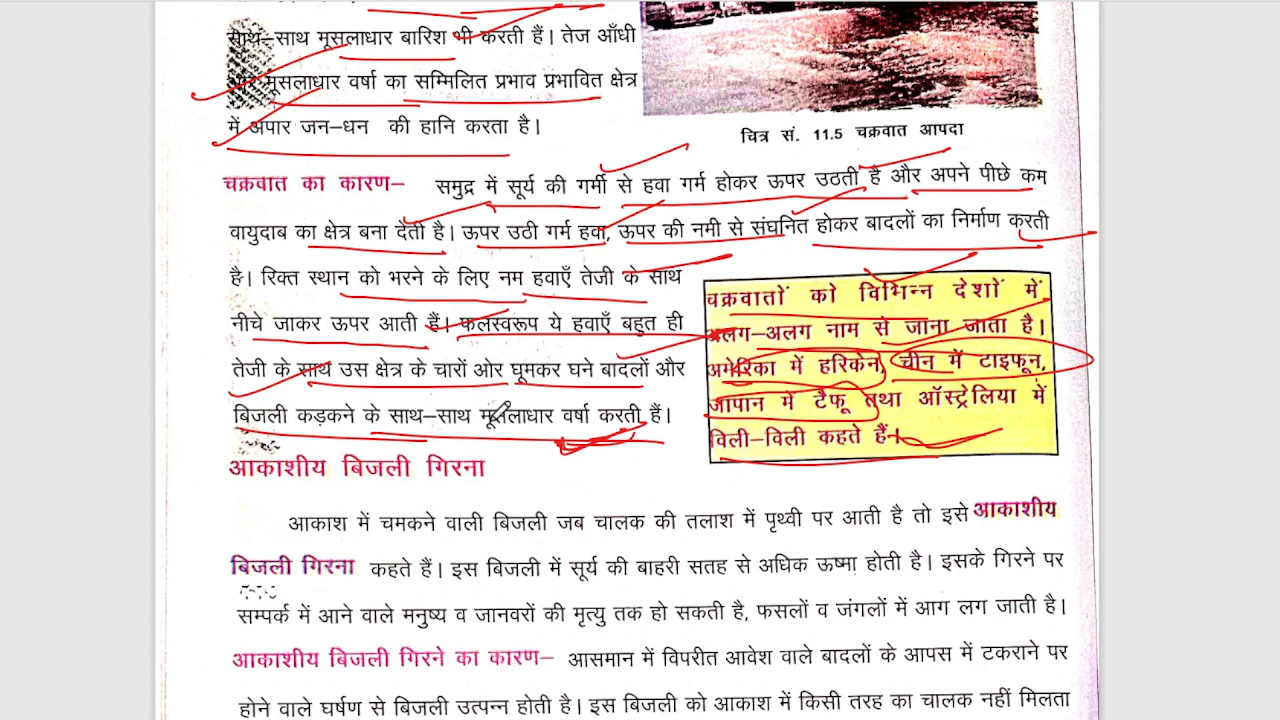 साथ–साथ मूसलाधार बारिश भी करती हैं। तेज आँधी
और मूसलाधार वर्षा का सम्मिलित प्रभाव प्रभावित क्षेत्र
में अपार जन–धन की हानि करता है।
चित्र सं. 11.5 चक्रवात आपदा
चक्रवात का कारण– समुद्र में सूर्य की गर्मी से हवा गर्म होकर ऊपर उठती है और अपने पीछे कम
वायुदाब का क्षेत्र बना देती है। ऊपर उठी गर्म हवा, ऊपर की नमी से संघनित होकर बादलों का निर्माण करती
है। रिक्त स्थान को भरने के लिए नम हवाएँ तेजी के साथ
नीचे जाकर ऊपर आती हैं। फलस्वरूप ये हवाएँ बहुत ही
तेजी के साथ उस क्षेत्र के चारों ओर घूमकर घने बादलों और
बिजली कड़कने के साथ–साथ मूसलाधार वर्षा करती हैं।
चक्रवातों को विभिन्न देशों में
अलग–अलग नाम से जाना जाता है।
अमेरिका में हरिकेन, चीन में टाइफून,
जापान में टैफू तथा ऑस्ट्रेलिया में
विली–विली कहते हैं।
आकाशीय बिजली गिरना
आकाश में चमकने वाली बिजली जब चालक की तलाश में पृथ्वी पर आती है तो इसे आकाशीय
बिजली गिरना कहते हैं। इस बिजली में सूर्य की बाहरी सतह से अधिक ऊष्मा होती है। इसके गिरने पर
सम्पर्क में आने वाले मनुष्य व जानवरों की मृत्यु तक हो सकती है, फसलों व जंगलों में आग लग जाती है।
आकाशीय बिजली गिरने का कारण– आसमान में विपरीत आवेश वाले बादलों के आपस में टकराने पर
होने वाले घर्षण से बिजली उत्पन्न होती है। इस बिजली को आकाश में किसी तरह का चालक नहीं मिलता